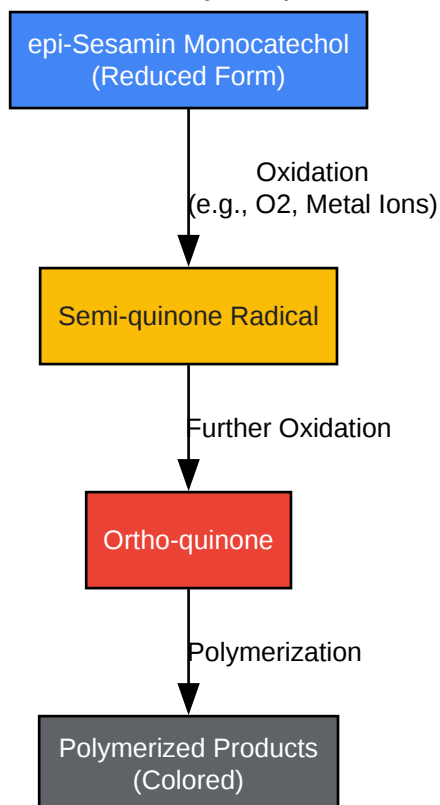 epi-Sesamin Monocatechol
(Reduced Form)
Oxidation
(e.g., O2, Metal Ions)
Semi-quinone Radical
Further Oxidation
Ortho-quinone
Polymerization
Polymerized Products
(Colored)